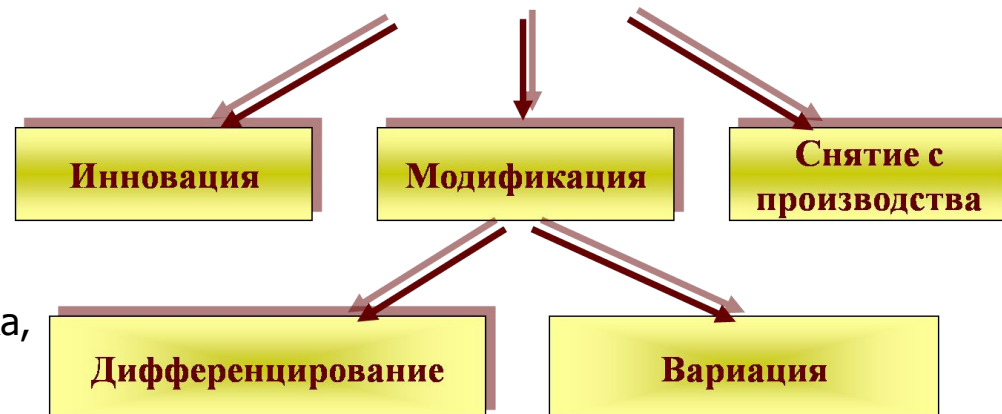 Инновация
Модификация
Снятие с
производства
а,
Дифференцирование
Вариация